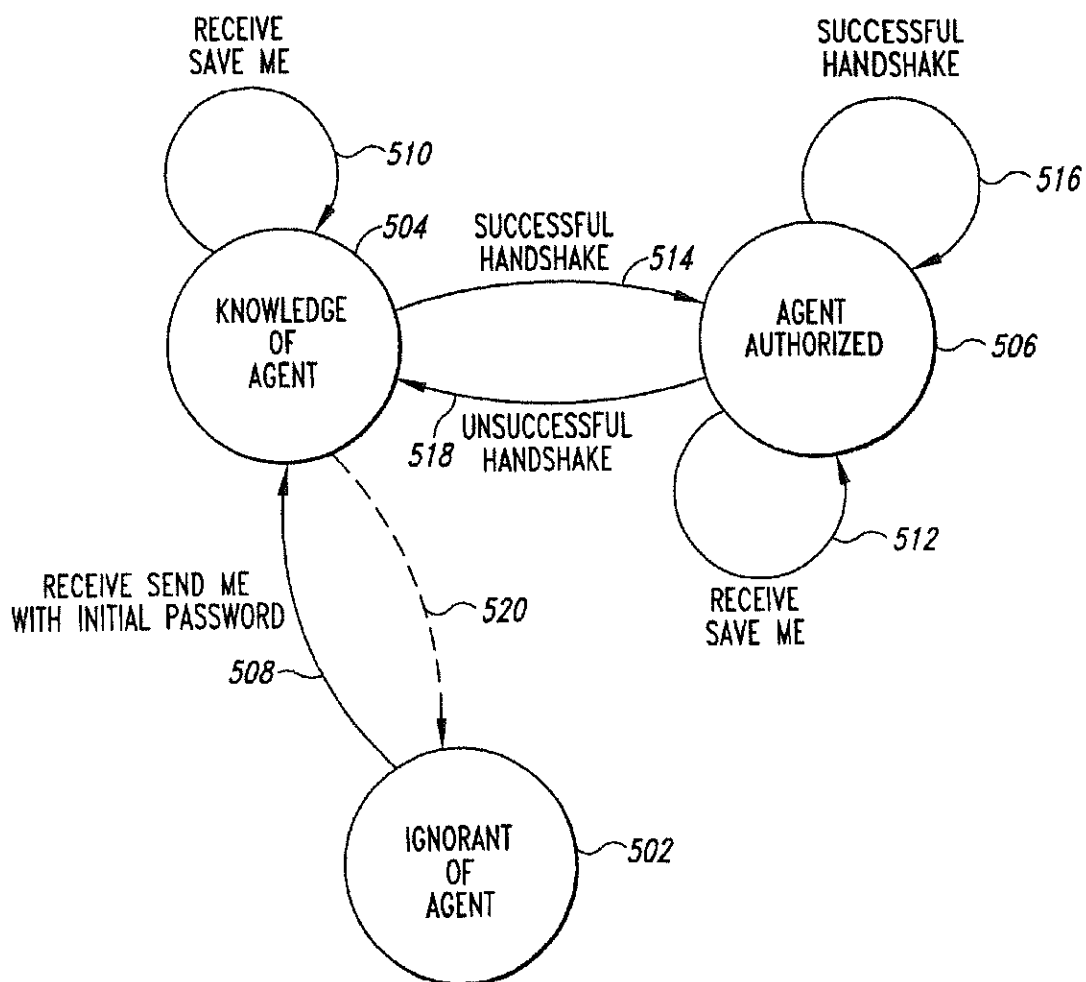 RECEIVE
SAVE ME
510
504
KNOWLEDGE
OF
AGENT
SUCCESSFUL
HANDSHAKE
514
SUCCESSFUL
HANDSHAKE
516
AGENT
AUTHORIZED
506
518
UNSUCCESSFUL
HANDSHAKE
512
RECEIVE
SAVE ME
RECEIVE SEND ME
WITH INITIAL PASSWORD
508
520
IGNORANT
OF
AGENT
502